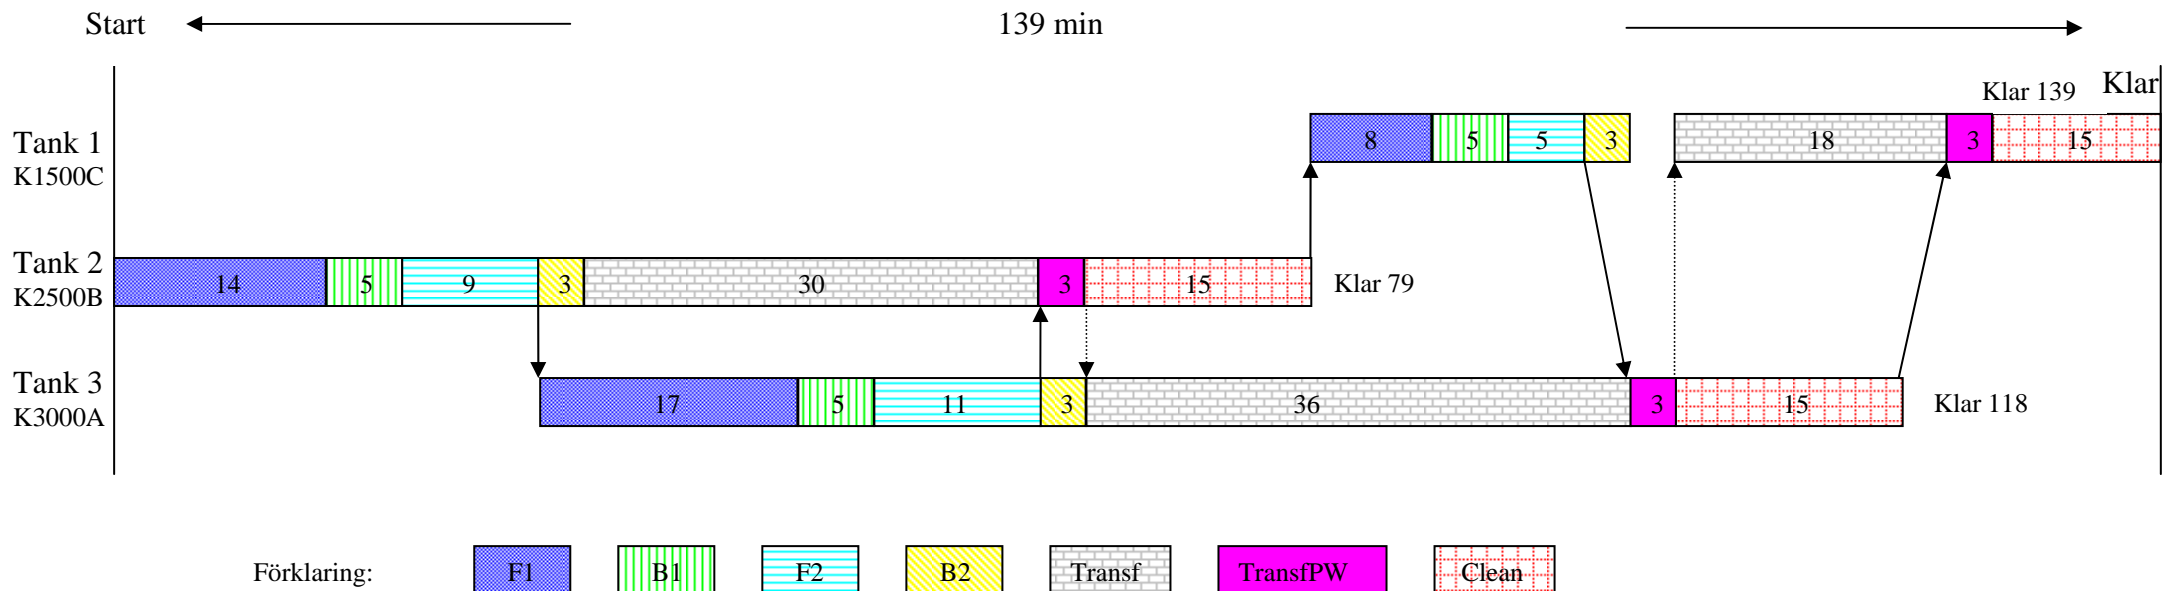 Start 139 min
Klar 139 Klar
Tank 1 8 5 5 3 18 3 15
K1500C
Tank 2 14 5 9 3 30 3 15 Klar 79
K2500B
Tank 3 17 5 11 3 36 3 15 Klar 118
K3000A
Förklaring: F1 B1 F2 B2 Transf TransfPW Clean